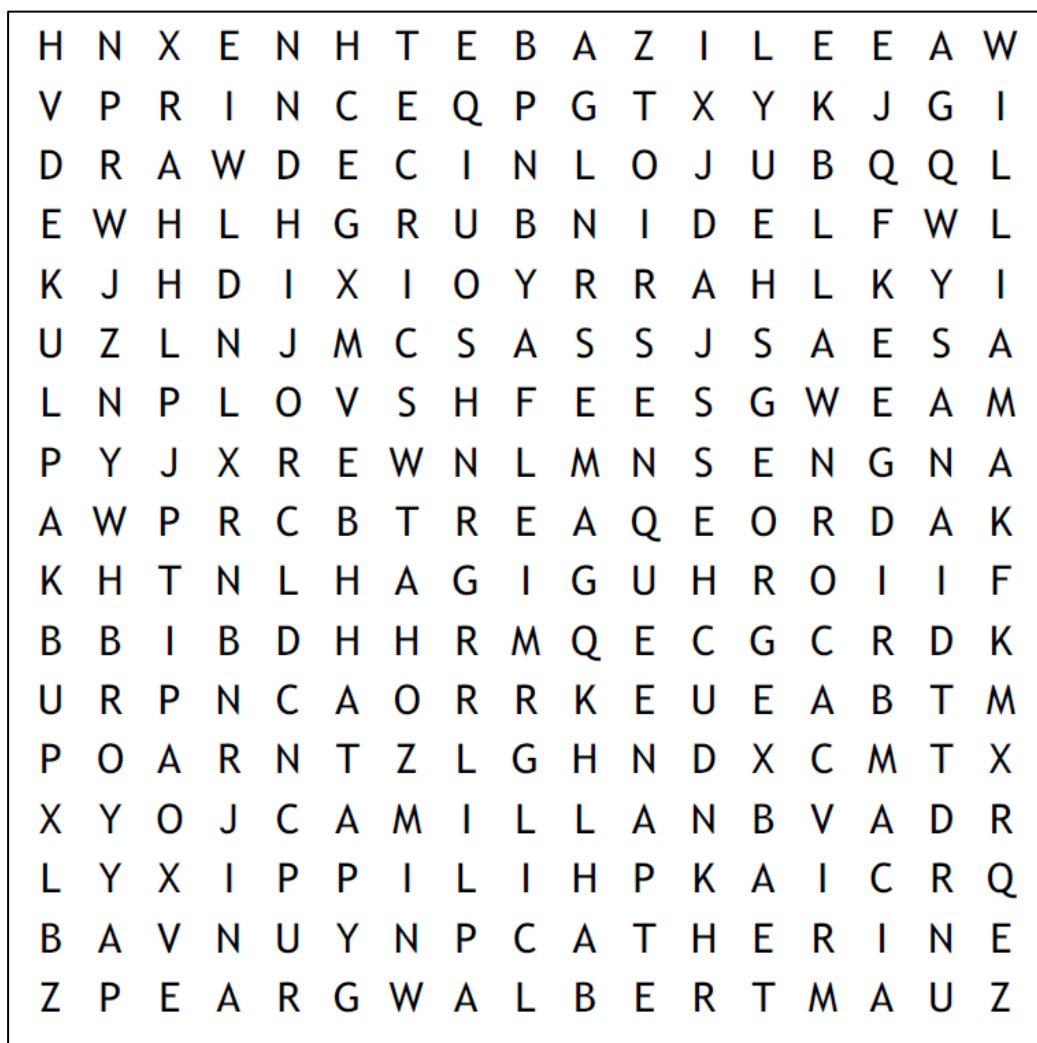 H N X E N H T E B A Z I L E E A W
V P R I N C E Q P G T X Y K J G I
D R A W D E C I N L O J U B Q Q L
E W H L H G R U B N I D E L F W L
K J H D I X I O Y R R A H L K Y I
U Z L N J M C S A S S J S A E S A
L N P L O V S H F E E S G W E A M
P Y J X R E W N L M N S E N G N A
A W P R C B T R E A Q E O R D A K
K H T N L H A G I G U H R O I I F
B B I B D H H R M Q E C G C R D K
U R P N C A O R R K E U E A B T M
P O A R N T Z L G H N D X C M T X
X Y O J C A M I L L A N B V A D R
L Y X I P P I L I H P K A I C R Q
B A V N U Y N P C A T H E R I N E
Z P E A R G W A L B E R T M A U Z